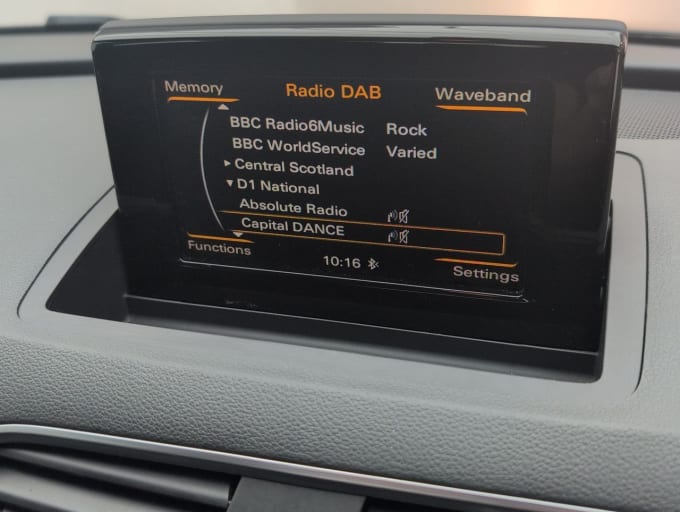 Memory Radio DAB Waveband
BBC Radio6Music Rock
BBC WorldService Varied
Central Scotland
D1 National
Absolute Radio
Capital DANCE
Functions 10:16 Settings